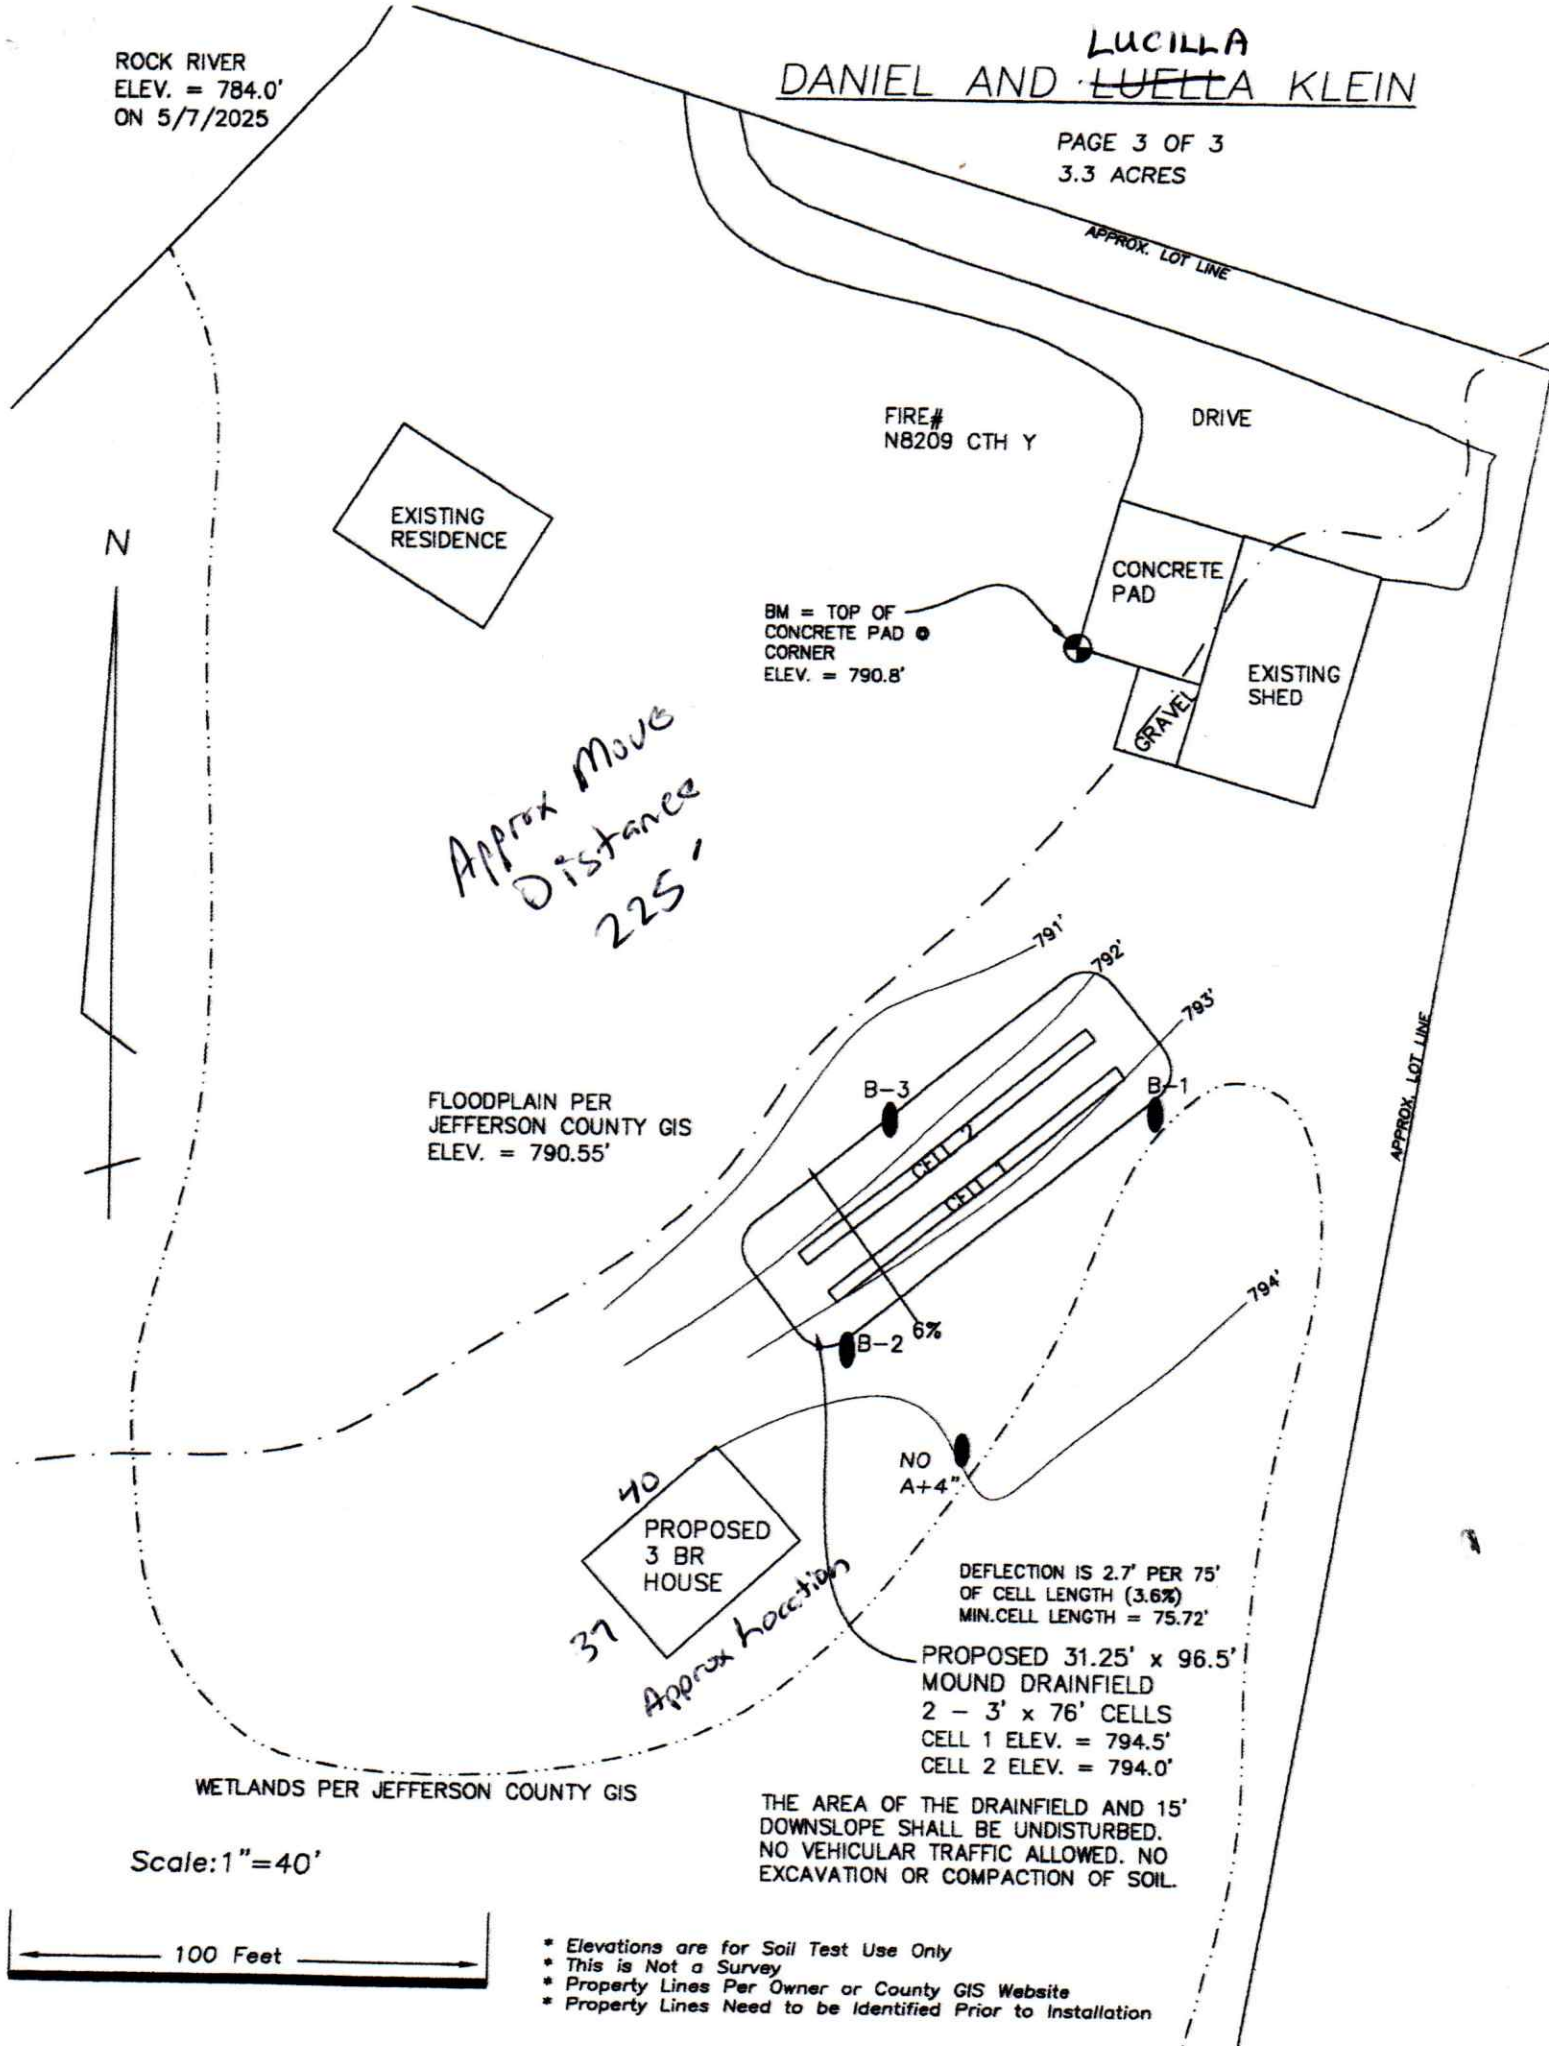 ROCK RIVER
ELEV. = 784.0'
ON 5/7/2025
LUCILLA
DANIEL AND LUELLA KLEIN
PAGE 3 OF 3
3.3 ACRES
APPROX. LOT LINE
FIRE#
N8209 CTH Y
DRIVE
EXISTING
RESIDENCE
N
CONCRETE
PAD
BM = TOP OF
CONCRETE PAD @
CORNER
ELEV. = 790.8'
EXISTING
SHED
GRAVEL
Approx Move
Distance
225'
791'
792'
793'
B-3
B-1
FLOODPLAIN PER
JEFFERSON COUNTY GIS
ELEV. = 790.55'
CELL 2
CELL 1
APPROX. LOT LINE
794'
6%
B-2
NO
A+4"
40
PROPOSED
3 BR
HOUSE
37
Approx Location
DEFLECTION IS 2.7' PER 75'
OF CELL LENGTH (3.6%)
MIN.CELL LENGTH = 75.72'
PROPOSED 31.25' x 96.5'
MOUND DRAINFIELD
2 - 3' x 76' CELLS
CELL 1 ELEV. = 794.5'
CELL 2 ELEV. = 794.0'
WETLANDS PER JEFFERSON COUNTY GIS
THE AREA OF THE DRAINFIELD AND 15'
DOWNSLOPE SHALL BE UNDISTURBED.
NO VEHICULAR TRAFFIC ALLOWED. NO
EXCAVATION OR COMPACTION OF SOIL.
Scale:1"=40'
100 Feet
* Elevations are for Soil Test Use Only
* This is Not a Survey
* Property Lines Per Owner or County GIS Website
* Property Lines Need to be Identified Prior to Installation